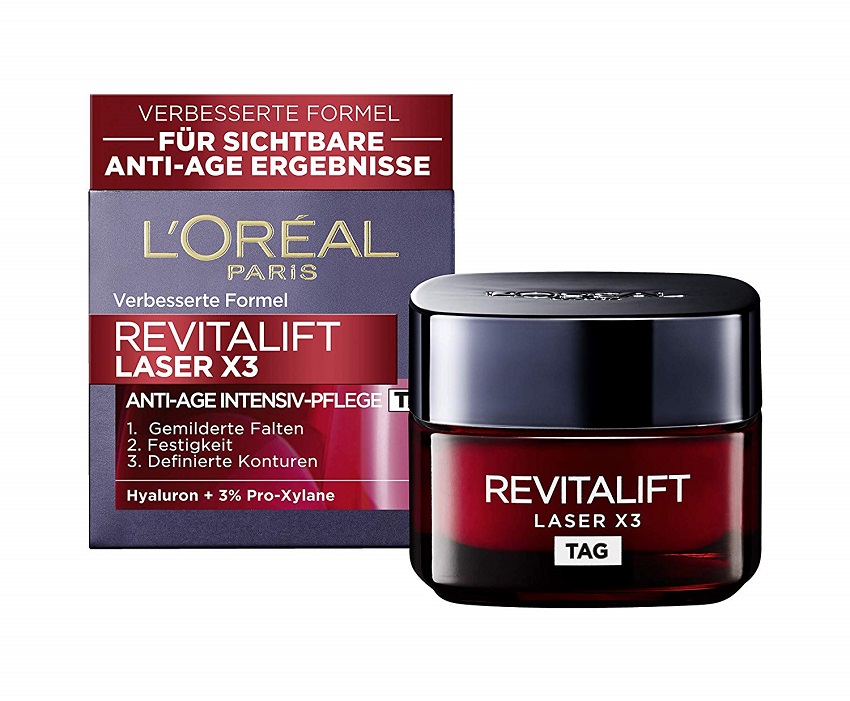 VERBESSERTE FORMEL
FÜR SICHTBARE
ANTI-AGE ERGEBNISSE
L'ORÉAL
PARIS
Verbesserte Formel
REVITALIFT
LASER X3
ANTI-AGE INTENSIV-PFLEGE
1. Gemilderte Falten
2. Festigkeit
3. Definierte Konturen
Hyaluron + 3% Pro-Xylane
L'ORÉAL
REVITALIFT
LASER X3
TAG